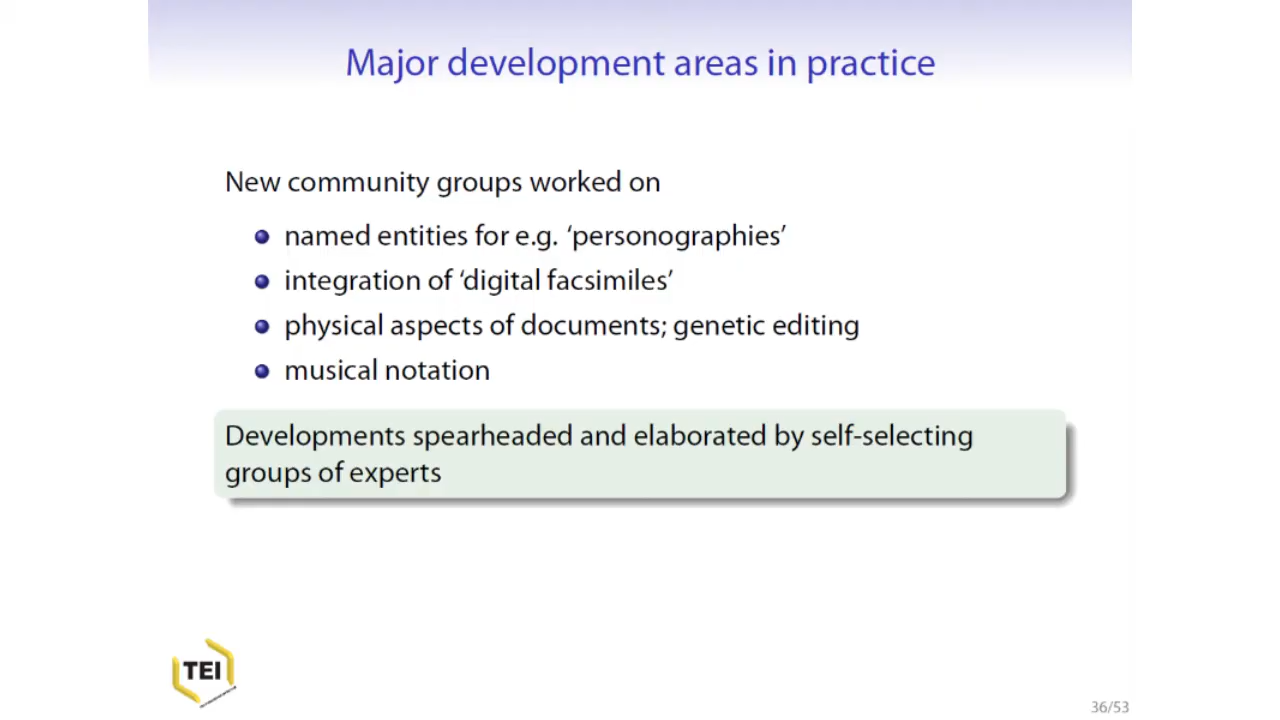 Major development areas in practice
New community groups worked on
named entities for e.g. ‘personographies’
integration of ‘digital facsimiles’
physical aspects of documents; genetic editing
musical notation
Developments spearheaded and elaborated by self-selecting
groups of experts
TEI
36/53